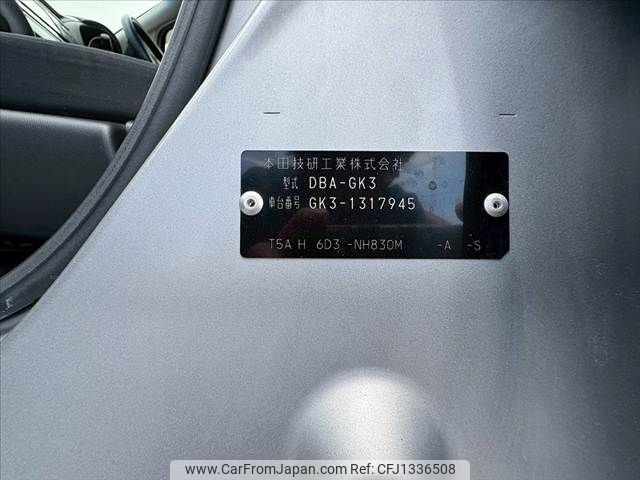 本田技研工業株式会社
型式 DBA-GK3
車台番号 GK3-1317945
T5A H 6D3 -NH830M -A -S
www.CarFromJapan.com - CFJ1336508